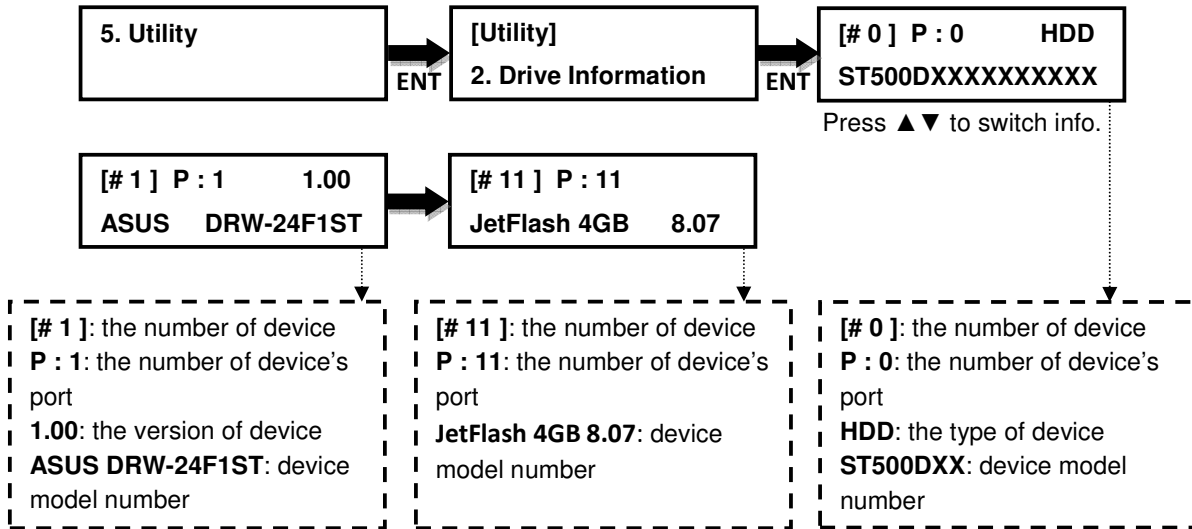 5. Utility
ENT
[Utility]
2. Drive Information
ENT
[# 0 ] P : 0 HDD
ST500DXXXXXXXXXX
Press ▲▼ to switch info.
[# 1 ] P : 1 1.00
ASUS DRW-24F1ST
[# 11 ] P : 11
JetFlash 4GB 8.07
[# 1 ]: the number of device
P : 1: the number of device's
port
1.00: the version of device
ASUS DRW-24F1ST: device
model number
[# 11 ]: the number of device
P : 11: the number of device's
port
JetFlash 4GB 8.07: device
model number
[# 0 ]: the number of device
P : 0: the number of device's
port
HDD: the type of device
ST500DXX: device model
number